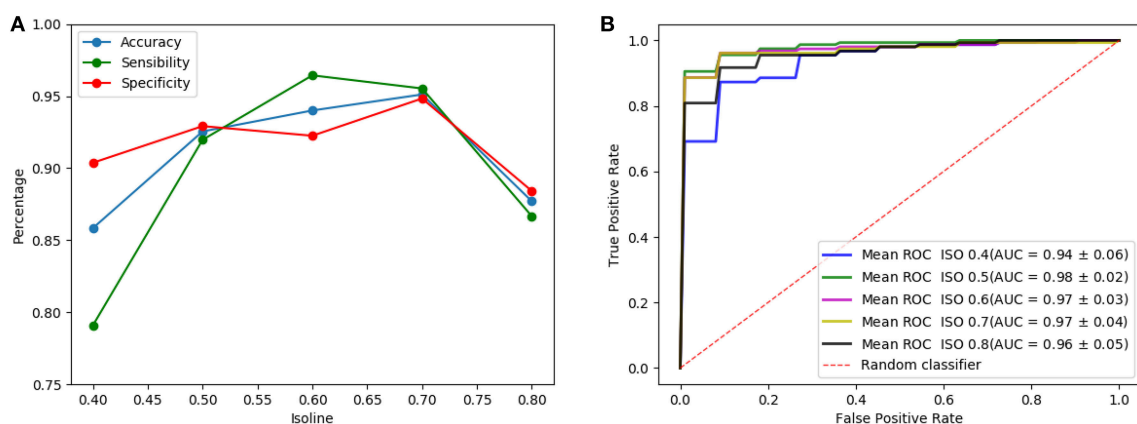 A
Accuracy
Sensibility
Specificity
1.00
0.95
0.90
0.85
0.80
0.75
Percentage
0.40 0.45 0.50 0.55 0.60 0.65 0.70 0.75 0.80
Isoline
B
1.0
0.8
0.6
0.4
0.2
0.0
True Positive Rate
Mean ROC ISO 0.4(AUC = 0.94 ± 0.06)
Mean ROC ISO 0.5(AUC = 0.98 ± 0.02)
Mean ROC ISO 0.6(AUC = 0.97 ± 0.03)
Mean ROC ISO 0.7(AUC = 0.97 ± 0.04)
Mean ROC ISO 0.8(AUC = 0.96 ± 0.05)
Random classifier
0.0 0.2 0.4 0.6 0.8 1.0
False Positive Rate